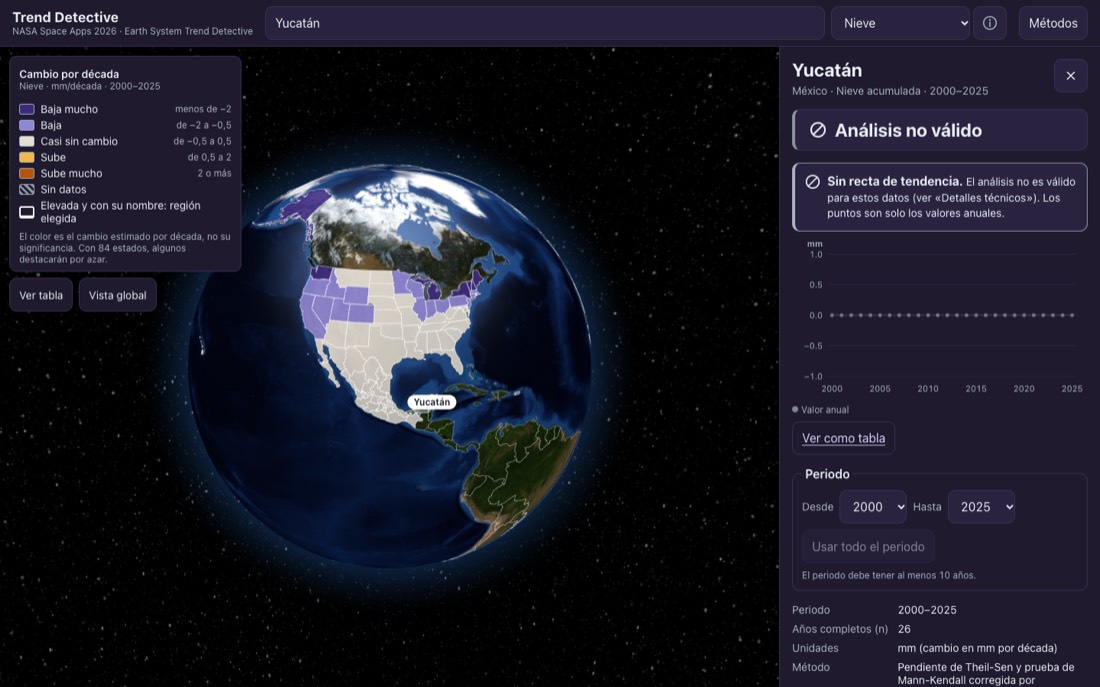 Trend Detective
NASA Space Apps 2026 · Earth System Trend Detective
Yucatán
Nieve
Métodos
Cambio por década
Nieve · mm/década · 2000–2025
Baja mucho menos de −2
Baja de −2 a −0,5
Casi sin cambio de −0,5 a 0,5
Sube de 0,5 a 2
Sube mucho 2 o más
Sin datos
Elevada y con su nombre: región
elegida
El color es el cambio estimado por década, no su
significancia. Con 84 estados, algunos
destacarán por azar.
Ver tabla
Vista global
Yucatán
Yucatán
México · Nieve acumulada · 2000–2025
Análisis no válido
Sin recta de tendencia. El análisis no es válido
para estos datos (ver «Detalles técnicos»). Los
puntos son solo los valores anuales.
mm
1.0
0.5
0.0
−0.5
−1.0
2000 2005 2010 2015 2020 2025
Valor anual
Ver como tabla
Periodo
Desde 2000 Hasta 2025
Usar todo el periodo
El periodo debe tener al menos 10 años.
Periodo 2000–2025
Años completos (n) 26
Unidades mm (cambio en mm por década)
Método Pendiente de Theil-Sen y prueba de
Mann-Kendall corregida por